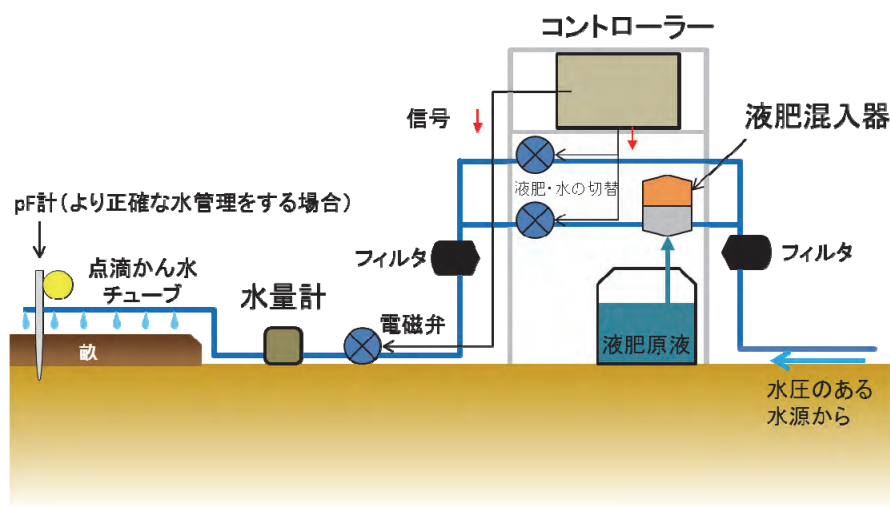 コントローラー
信号
液肥混入器
液肥・水の切替
pF計（より正確な水管理をする場合）
フィルタ
フィルタ
点滴かん水
チューブ
水量計
電磁弁
液肥原液
畝
水圧のある
水源から